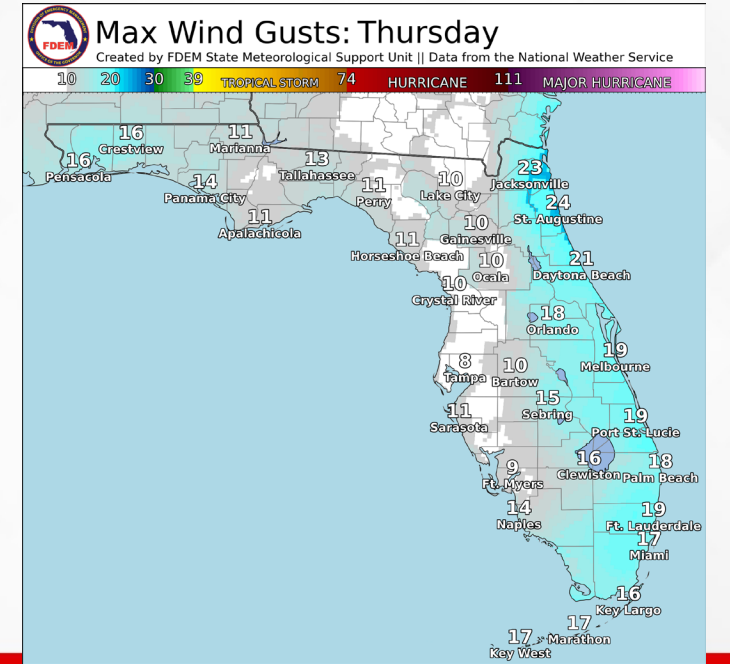 FDEM
Max Wind Gusts: Thursday
Created by FDEM State Meteorological Support Unit || Data from the National Weather Service
10 20 30 39 TROPICAL STORM 74 HURRICANE 111 MAJOR HURRICANE
16
Crestview
11
Marianna
16
Pensacola
13
Tallahassee
14
Panama City
11
Perry
10
Lake City
23
Jacksonville
24
St. Augustine
11
Apalachicola
10
Gainesville
11
Horseshoe Beach
10
Ocala
21
Daytona Beach
10
Crystal River
18
Orlando
19
Melbourne
8
Tampa
10
Bartow
15
Sebring
11
Sarasota
19
Port St. Lucie
16
Clewiston
18
Palm Beach
9
Ft. Myers
14
Naples
19
Ft. Lauderdale
17
Miami
16
Key Largo
17
Marathon
17
Key West